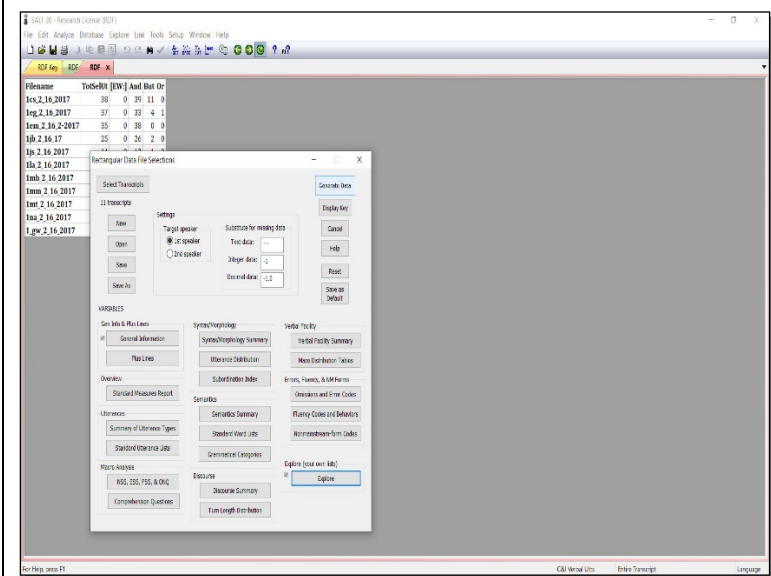 SALT 20 - Research License (RDF)
File Edit Analyze Database Explore Link Tools Setup Window Help
RDF Key RDF RDF x
Filename TotSelUt [EW:] And But Or
1cs_2_16_2017 38 0 39 11 0
1eg_2_16_2017 37 0 33 4 1
1em_2_16_2-2017 35 0 38 0 0
1jb_2_16_17 25 0 26 2 0
1js_2_16_2017
1la_2_16_2017
1mb_2_16_2017
1mm_2_16_2017
1mt_2_16_2017
1na_2_16_2017
1_gw_2_16_2017
Rectangular Data File Selections
Select Transcripts Generate Data
11 transcripts Display Key
New Settings Cancel
Target speaker Substitute for missing data
Open 1st speaker Text data: --- Help
2nd speaker Integer data: -1
Save Decimal data: -1.0 Reset
Save As Save as Default
VARIABLES
Gen Info & Plus Lines Syntax/Morphology Verbal Facility
General Information Syntax/Morphology Summary Verbal Facility Summary
Plus Lines Utterance Distribution Maze Distribution Tables
Overview Subordination Index Errors, Fluency, & NM Forms
Standard Measures Report Semantics Omissions and Error Codes
Utterances Semantics Summary Fluency Codes and Behaviors
Summary of Utterance Types Standard Word Lists Nonmainstream-form Codes
Standard Utterance Lists Grammatical Categories
Macro Analysis Discourse Explore (your own lists)
NSS, ESS, PSS, & ONQ Discourse Summary Explore
Comprehension Questions Turn Length Distribution
For Help, press F1 C&I Verbal Utts Entire Transcript Language